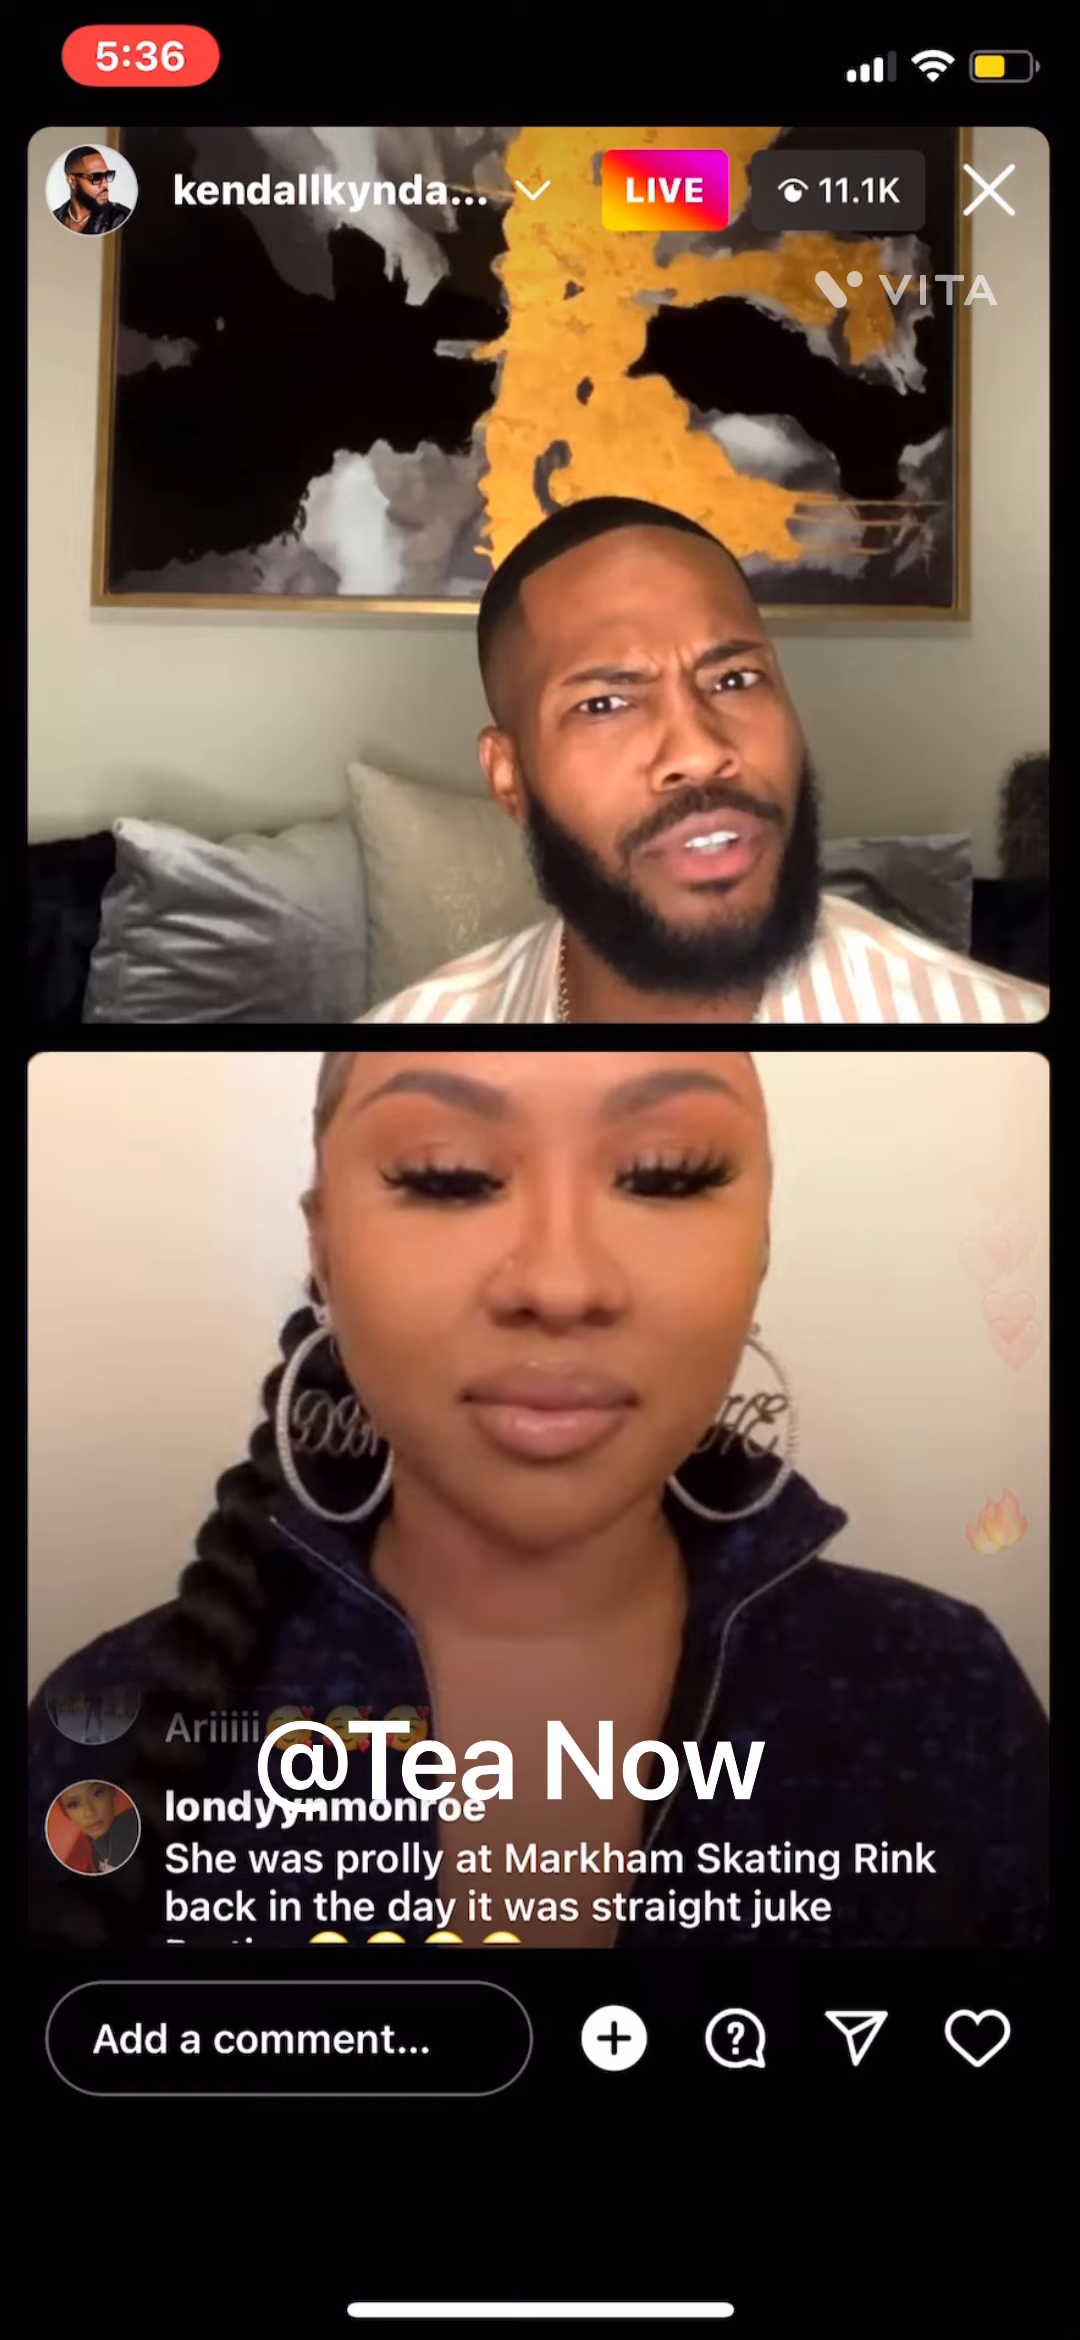 5:36
kendallkynda...
LIVE
11.1K
VITA
Ariiiii🥰🥰🥰
@Tea Now
londyynmonroe
She was prolly at Markham Skating Rink
back in the day it was straight juke
Add a comment...